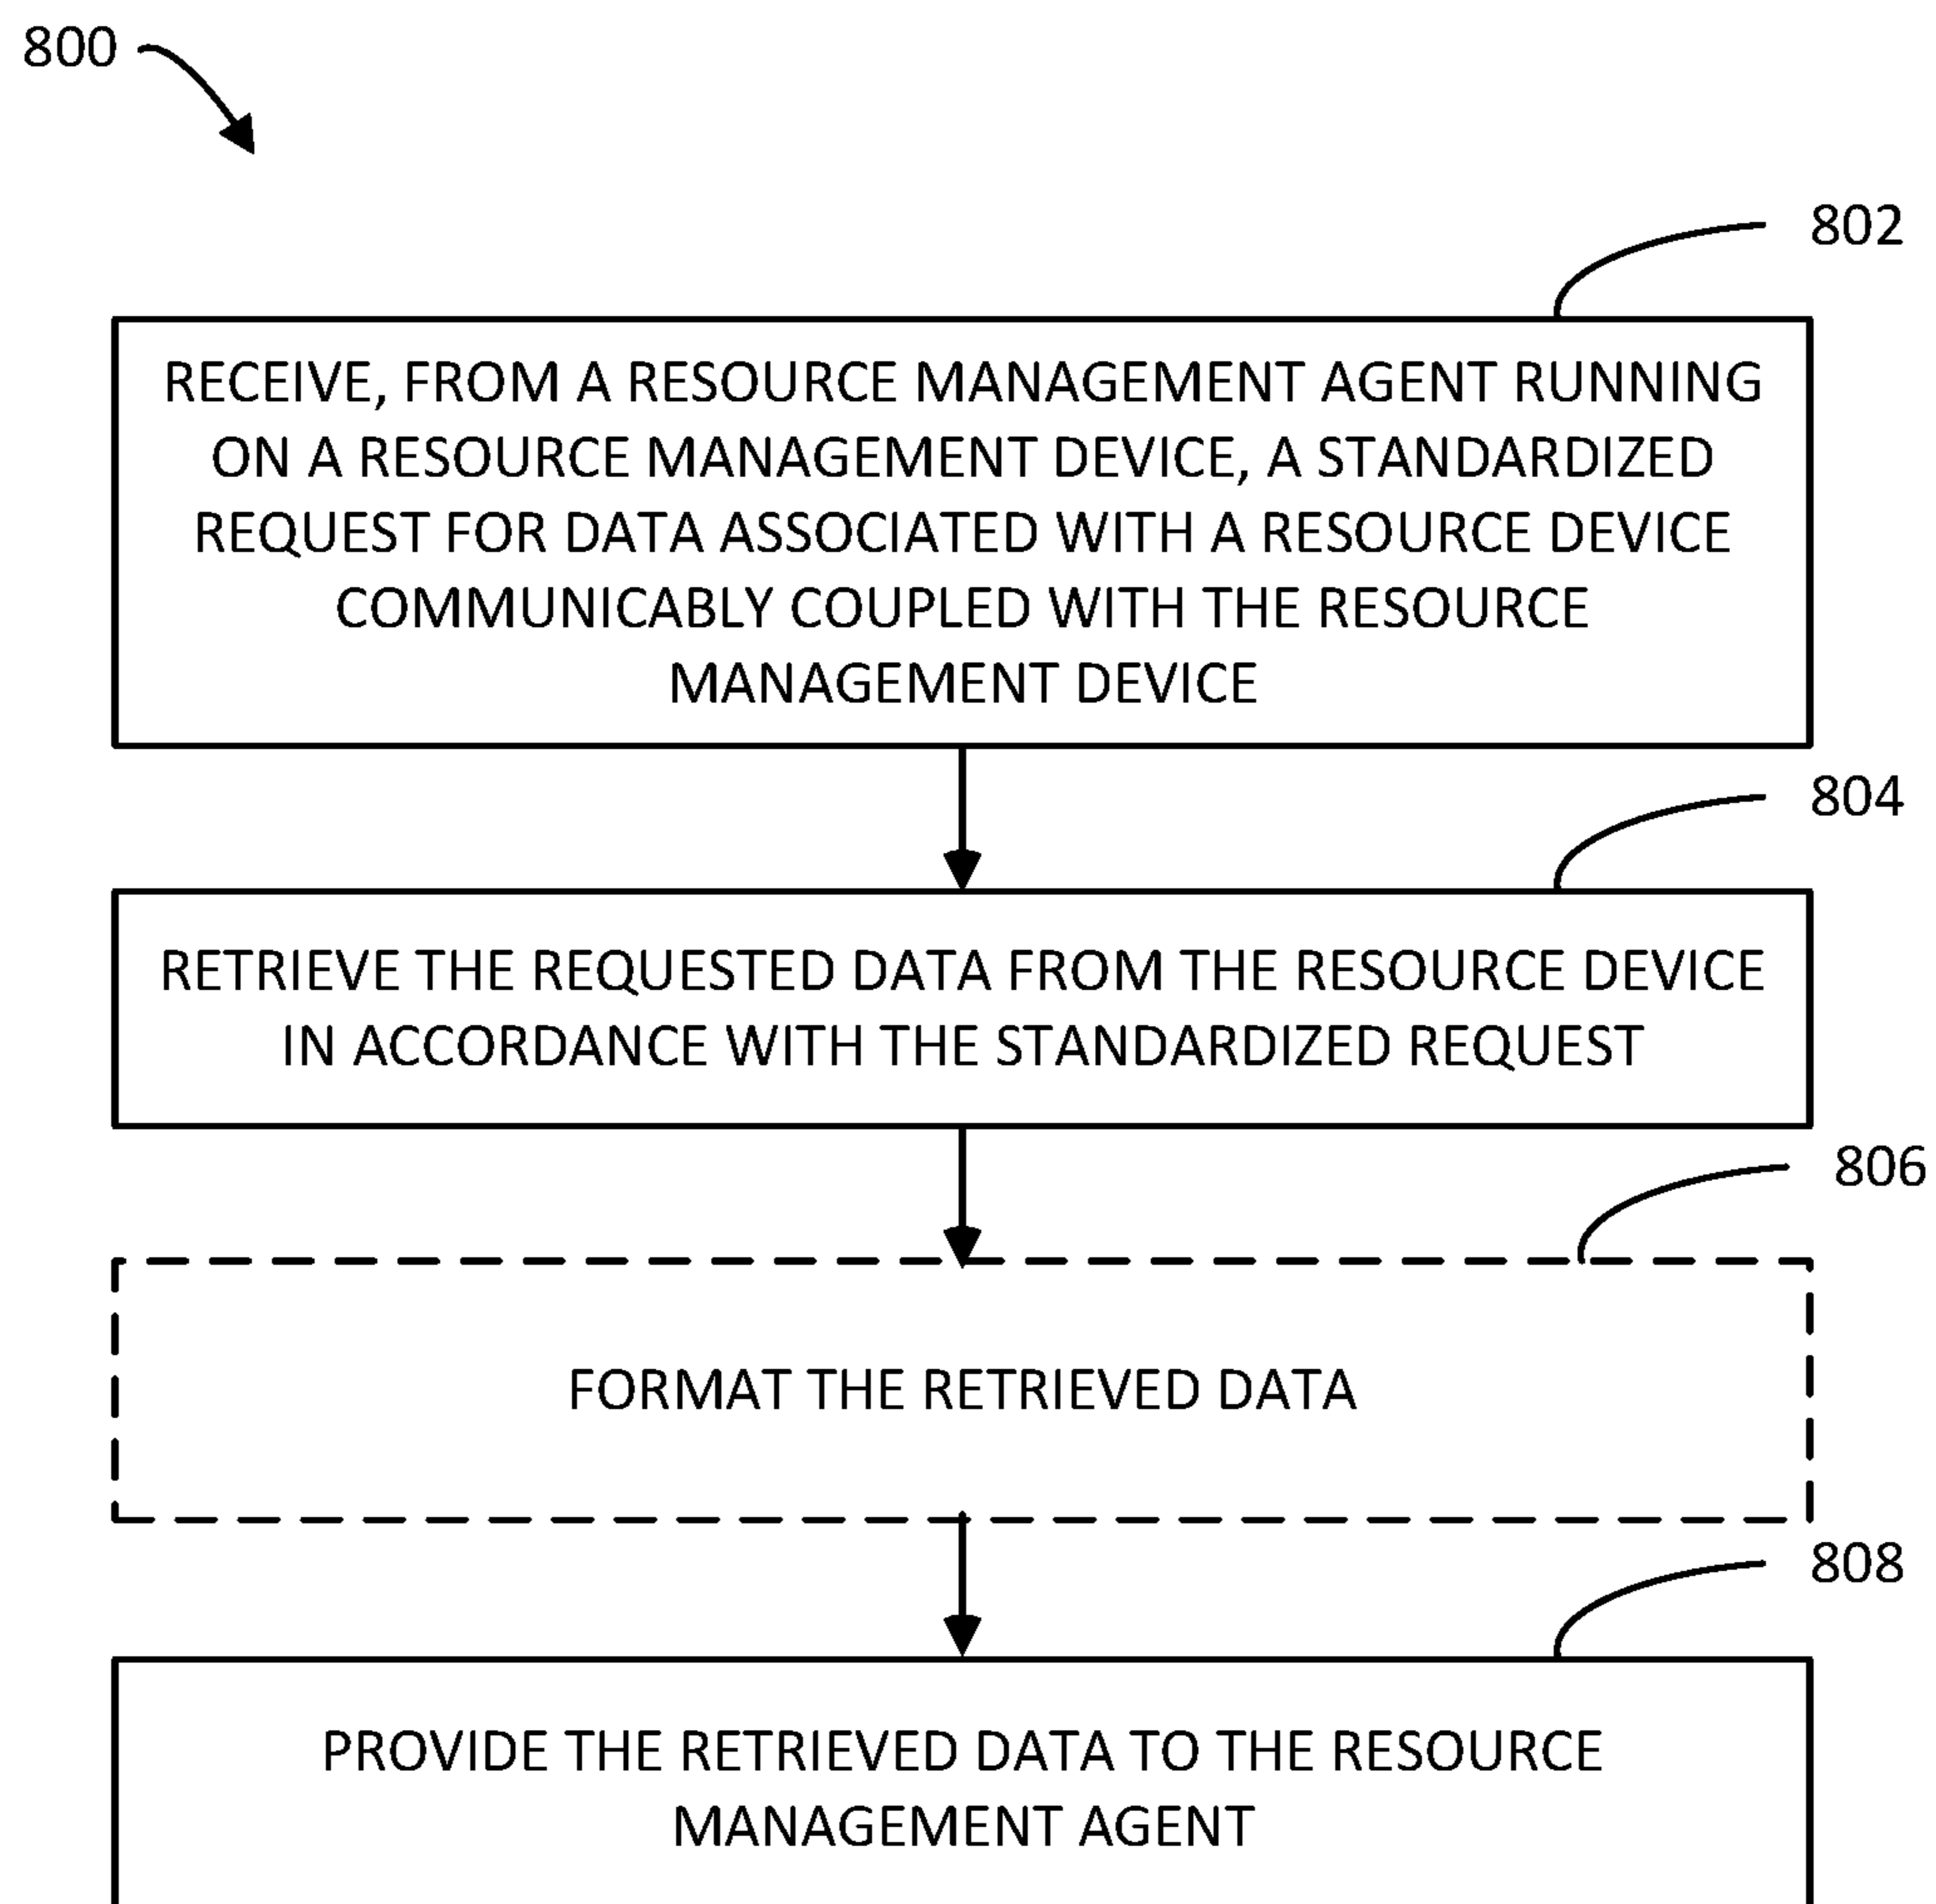 800
802
RECEIVE, FROM A RESOURCE MANAGEMENT AGENT RUNNING
ON A RESOURCE MANAGEMENT DEVICE, A STANDARDIZED
REQUEST FOR DATA ASSOCIATED WITH A RESOURCE DEVICE
COMMUNICABLY COUPLED WITH THE RESOURCE
MANAGEMENT DEVICE
804
RETRIEVE THE REQUESTED DATA FROM THE RESOURCE DEVICE
IN ACCORDANCE WITH THE STANDARDIZED REQUEST
806
FORMAT THE RETRIEVED DATA
808
PROVIDE THE RETRIEVED DATA TO THE RESOURCE
MANAGEMENT AGENT